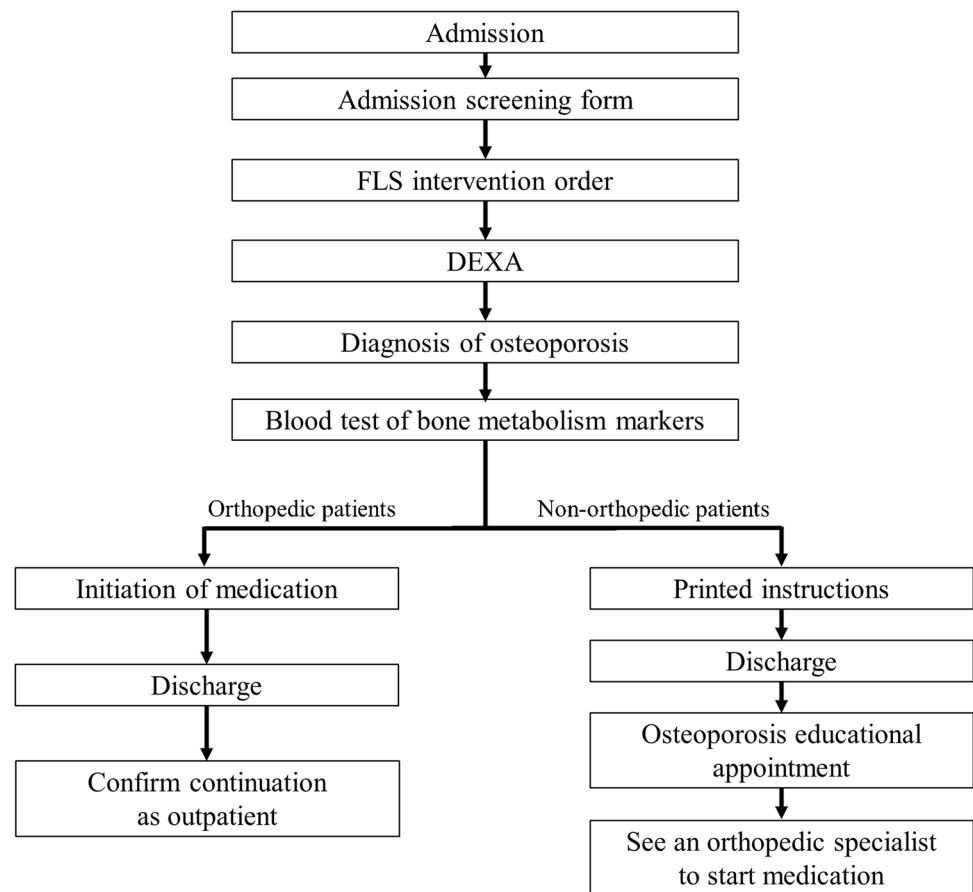 Admission
Admission screening form
FLS intervention order
DEXA
Diagnosis of osteoporosis
Blood test of bone metabolism markers
Orthopedic patients
Non-orthopedic patients
Initiation of medication
Discharge
Confirm continuation
as outpatient
Printed instructions
Discharge
Osteoporosis educational
appointment
See an orthopedic specialist
to start medication